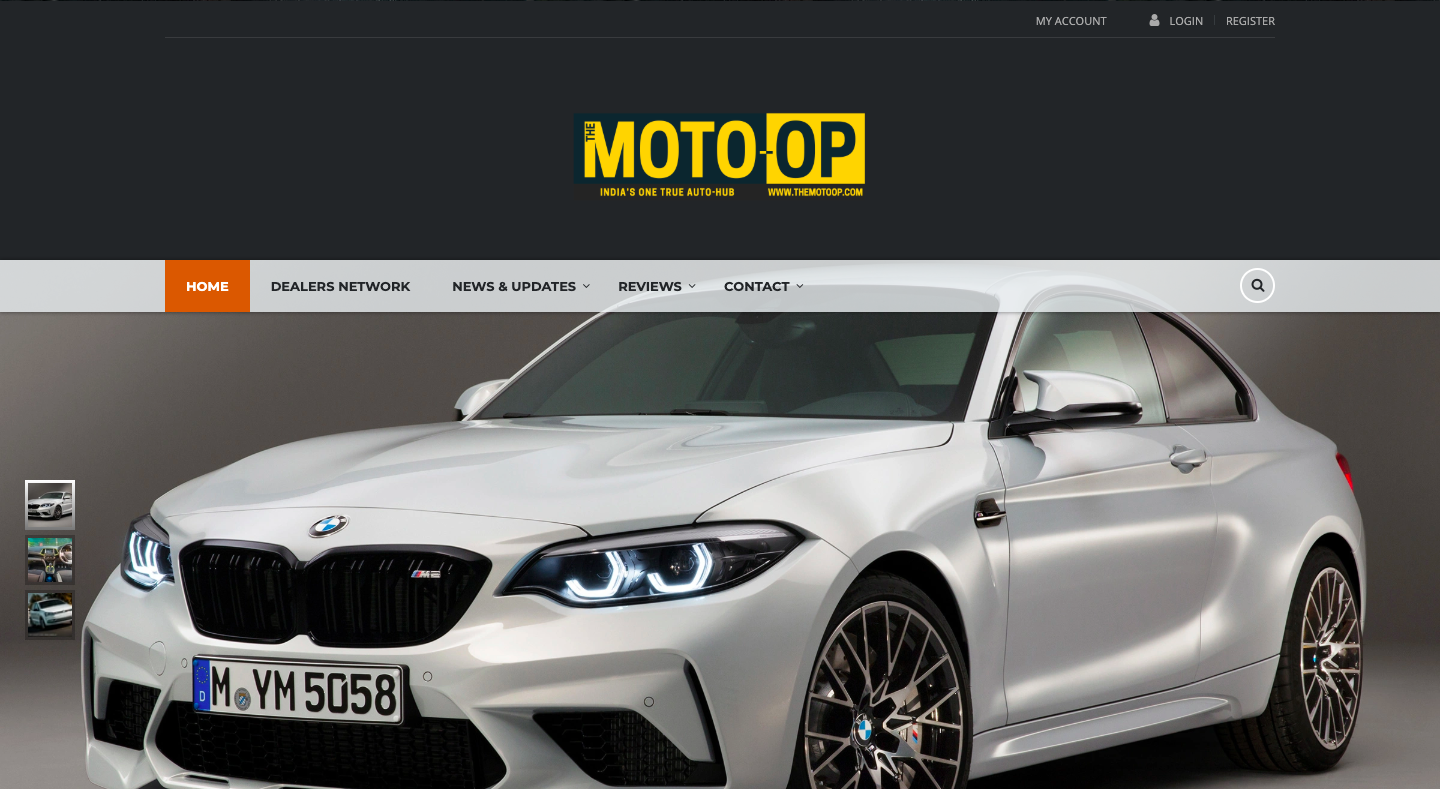 MY ACCOUNT LOGIN REGISTER
THE MOTO-OP
INDIA'S ONE TRUE AUTO-HUB WWW.THEMOTOOP.COM
HOME DEALERS NETWORK NEWS & UPDATES REVIEWS CONTACT
M2
D M YM 5058